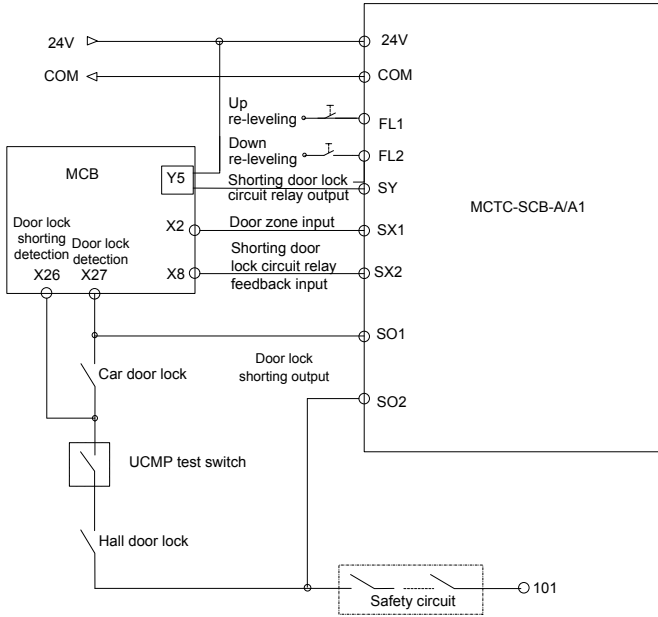 24V
24V
COM
COM
Up
re-leveling
FL1
Down
re-leveling
FL2
MCB
Y5
Shorting door lock
circuit relay output
SY
MCTC-SCB-A/A1
X2
Door zone input
SX1
Door lock
shorting
detection
Door lock
detection
X26
X27
X8
Shorting door
lock circuit relay
feedback input
SX2
SO1
Car door lock
Door lock
shorting output
SO2
UCMP test switch
Hall door lock
101
Safety circuit